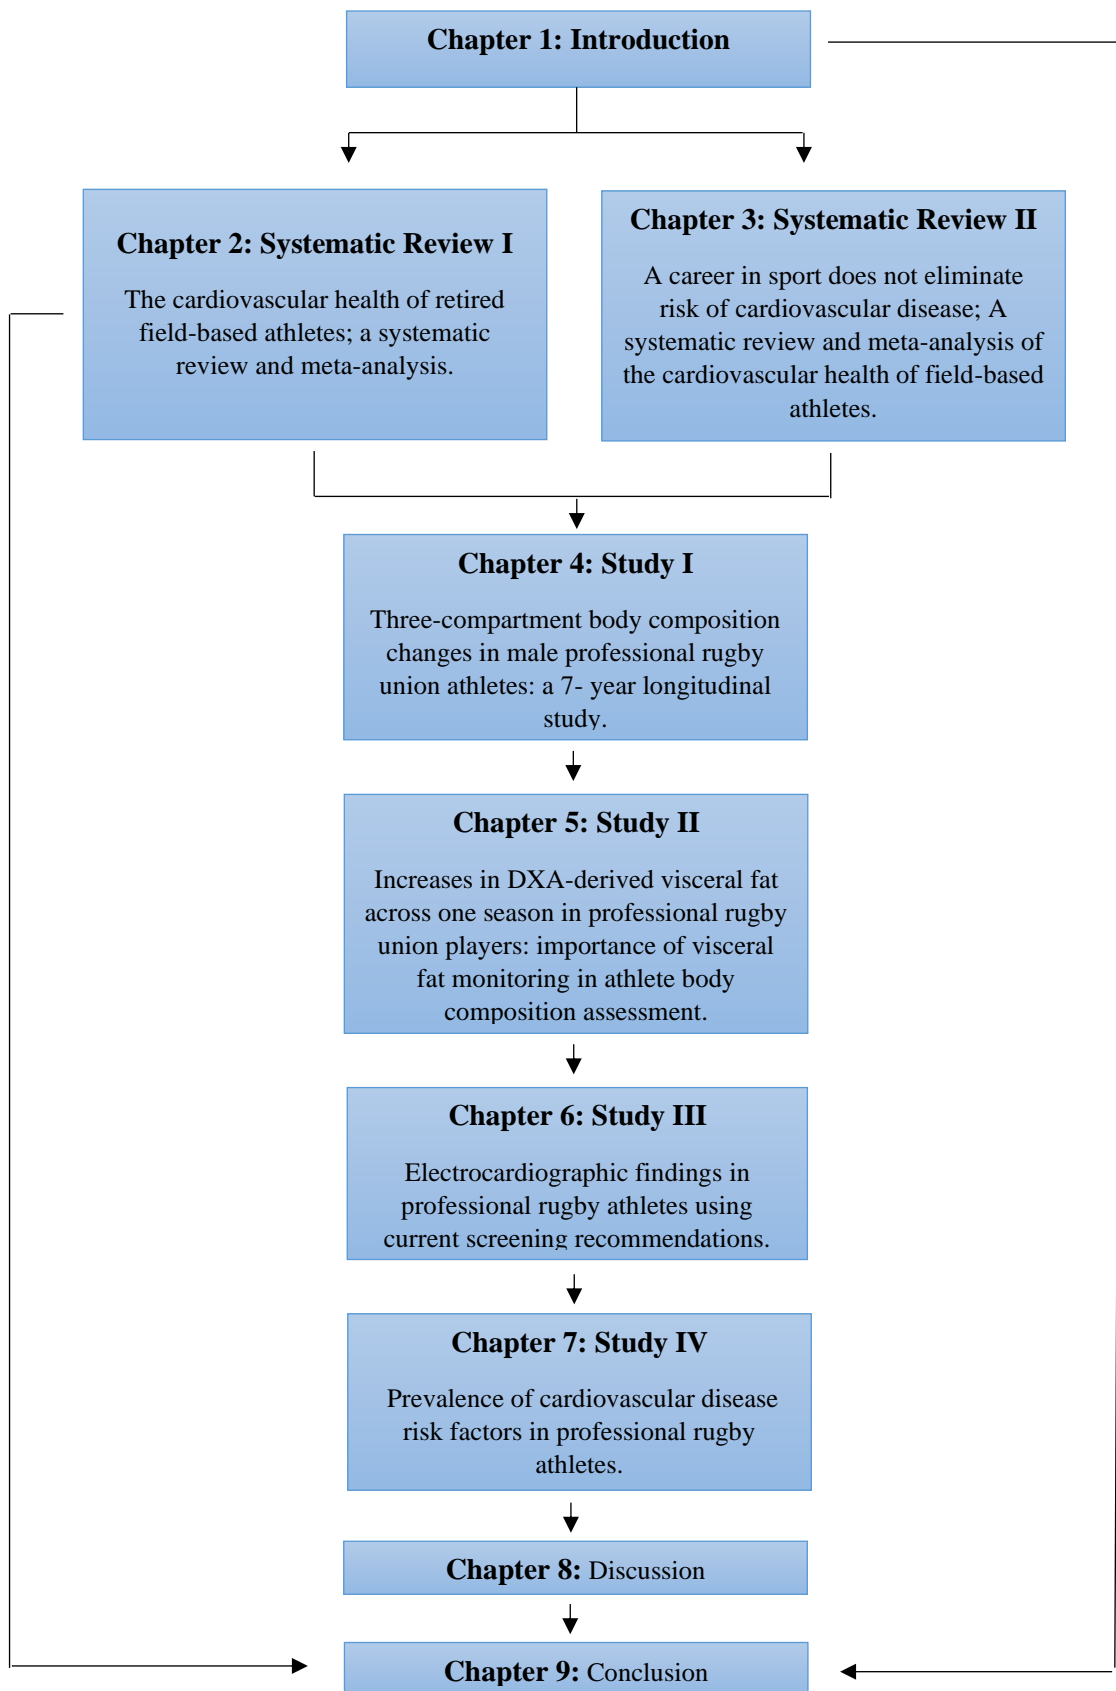 Chapter 1: Introduction
Chapter 2: Systematic Review I
The cardiovascular health of retired
field-based athletes; a systematic
review and meta-analysis.
Chapter 3: Systematic Review II
A career in sport does not eliminate
risk of cardiovascular disease; A
systematic review and meta-analysis of
the cardiovascular health of field-based
athletes.
Chapter 4: Study I
Three-compartment body composition
changes in male professional rugby
union athletes: a 7- year longitudinal
study.
Chapter 5: Study II
Increases in DXA-derived visceral fat
across one season in professional rugby
union players: importance of visceral
fat monitoring in athlete body
composition assessment.
Chapter 6: Study III
Electrocardiographic findings in
professional rugby athletes using
current screening recommendations.
Chapter 7: Study IV
Prevalence of cardiovascular disease
risk factors in professional rugby
athletes.
Chapter 8: Discussion
Chapter 9: Conclusion